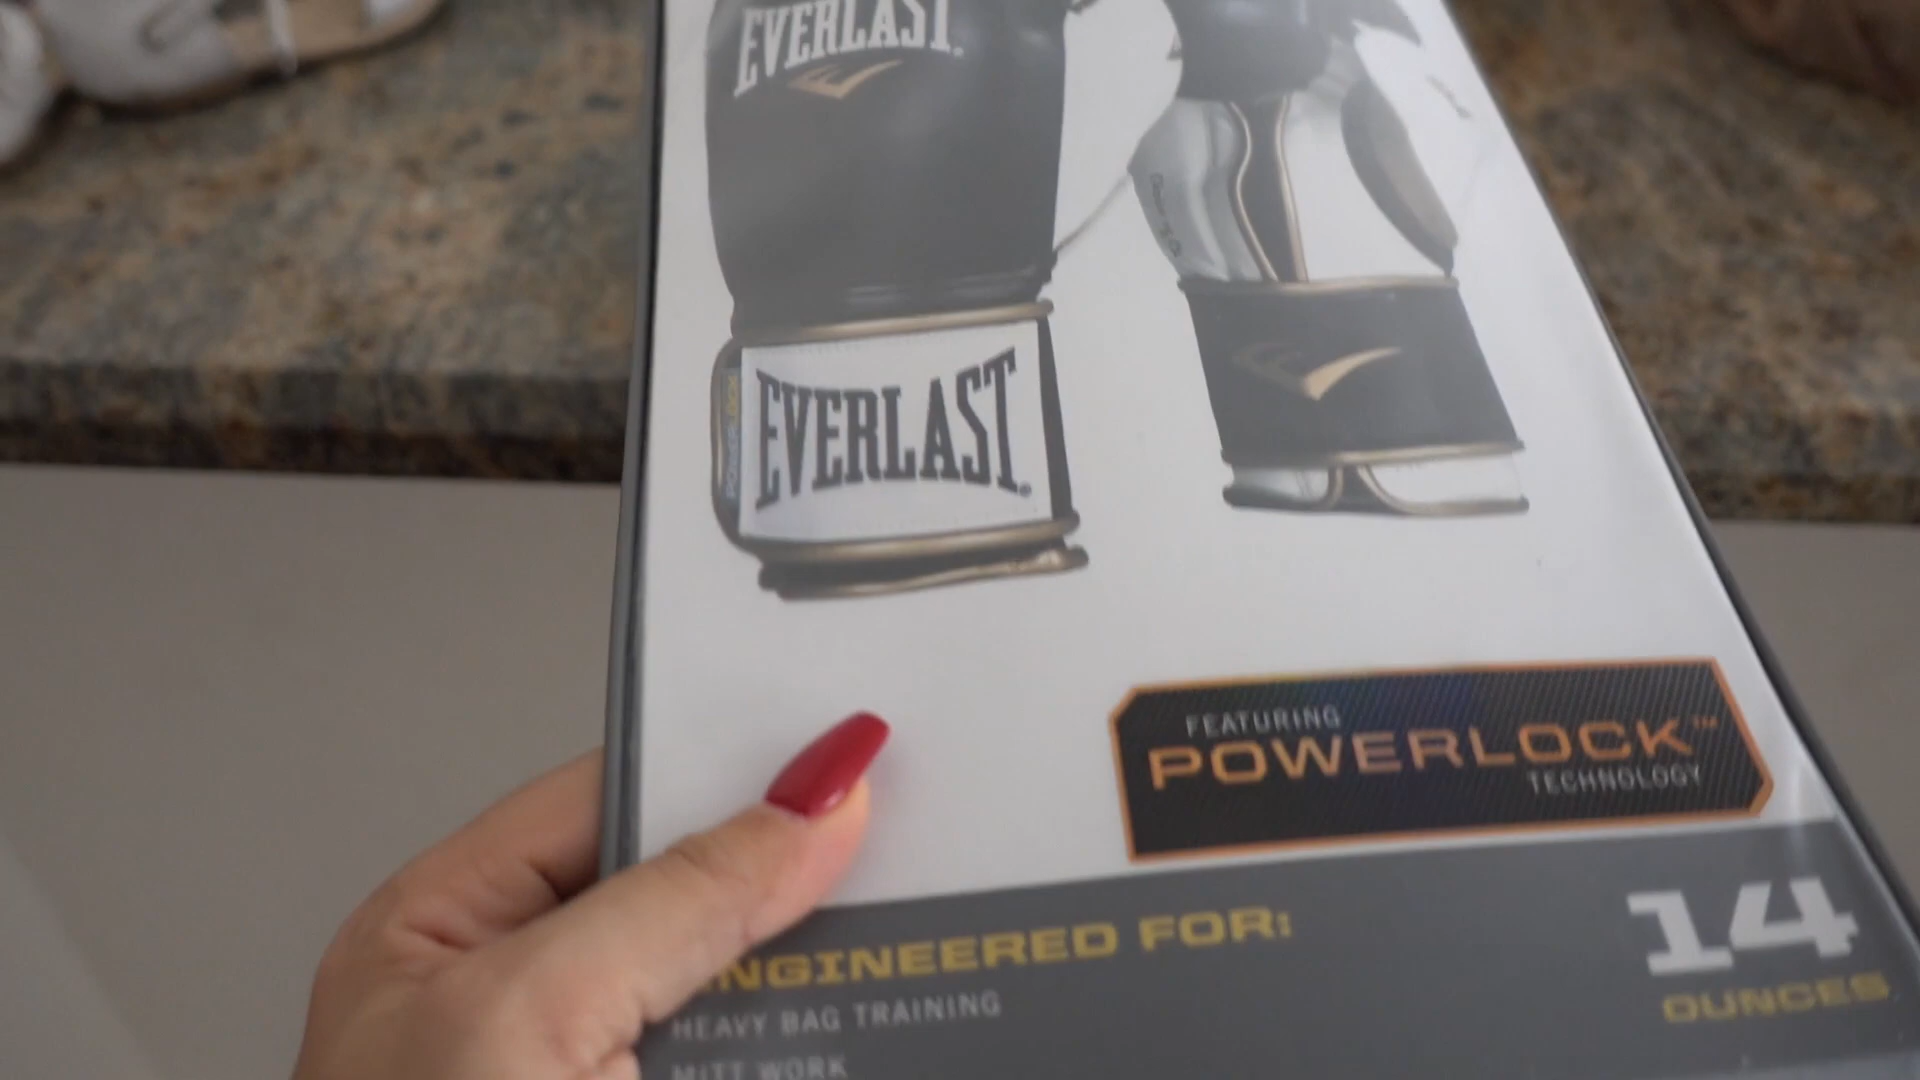 EVERLAST.
EVERLAST.
FEATURING
POWERLOCK™
TECHNOLOGY
ENGINEERED FOR:
HEAVY BAG TRAINING
MITT WORK
14
OUNCES